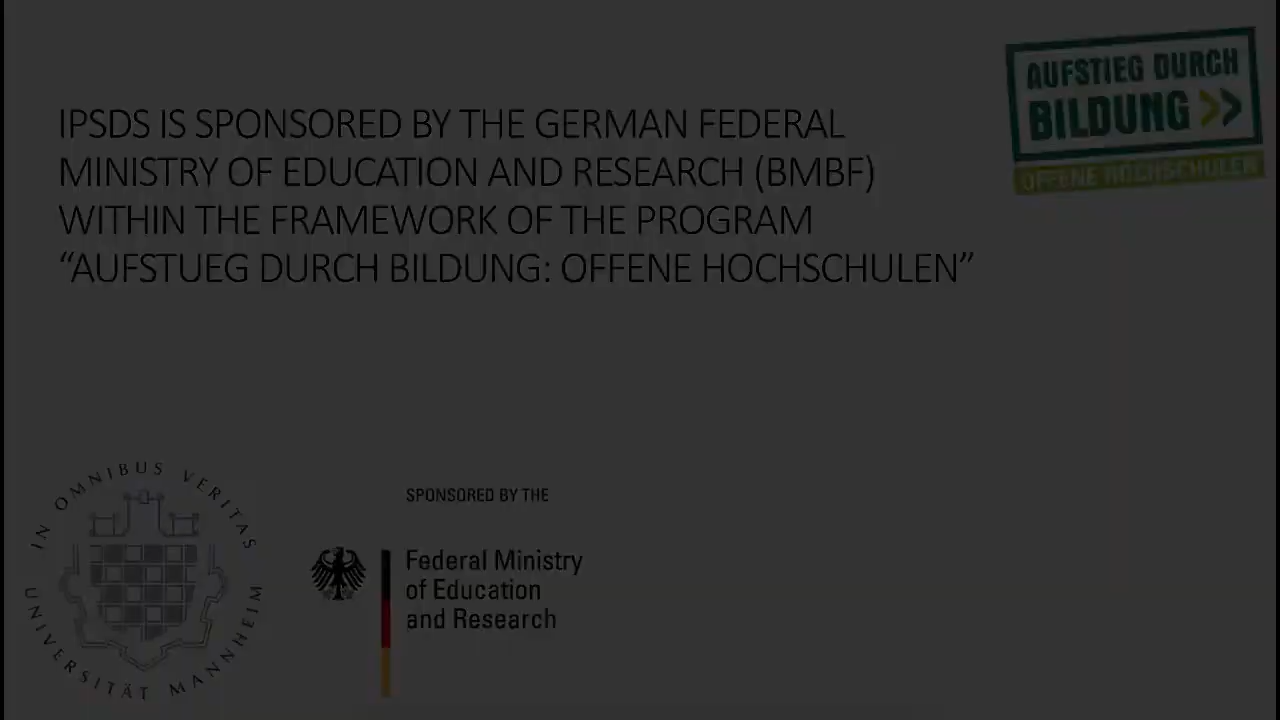 AUFSTIEG DURCH
BILDUNG >>
OFFENE HOCHSCHULEN
IPSDS IS SPONSORED BY THE GERMAN FEDERAL
MINISTRY OF EDUCATION AND RESEARCH (BMBF)
WITHIN THE FRAMEWORK OF THE PROGRAM
“AUFSTUEG DURCH BILDUNG: OFFENE HOCHSCHULEN”
IN OMNIBUS VERITAS
UNIVERSITÄT MANNHEIM
SPONSORED BY THE
Federal Ministry
of Education
and Research